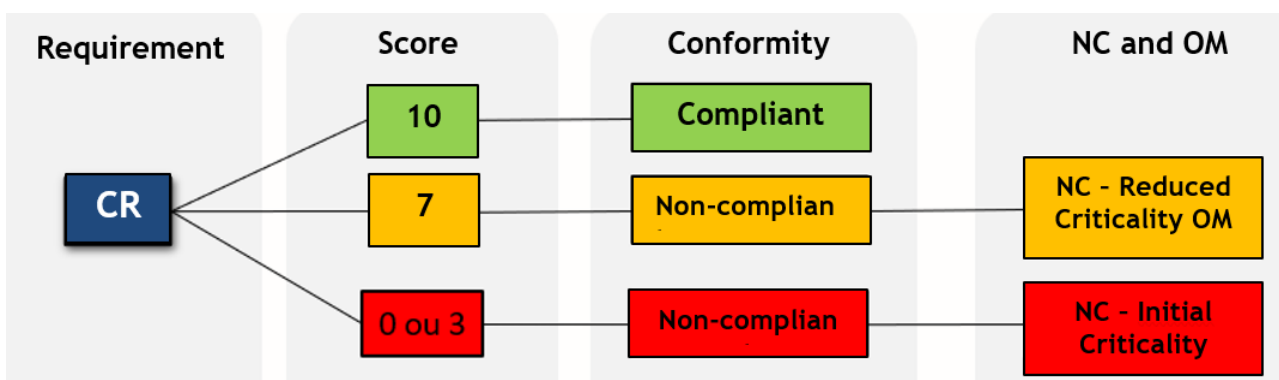 Requirement
Score
Conformity
NC and OM
CR
10
Compliant
7
Non-complian
NC – Reduced
Criticality OM
0 ou 3
Non-complian
NC – Initial
Criticality